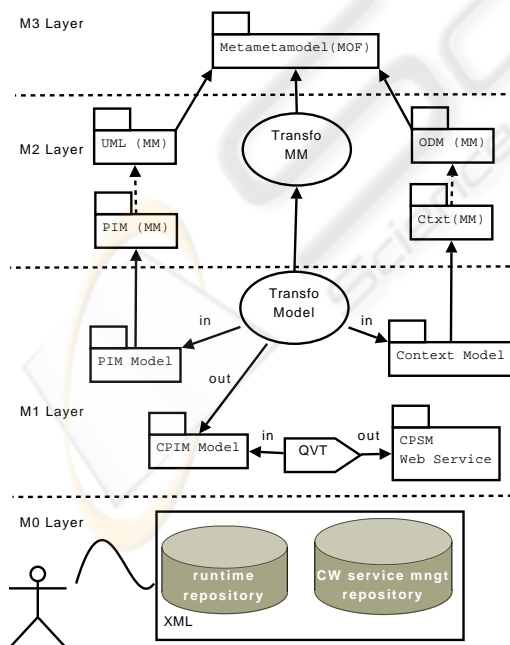 M3 Layer
Metametamodel(MOF)
M2 Layer
UML (MM)
Transfo
MM
ODM (MM)
PIM (MM)
Ctxt(MM)
Transfo
Model
in
in
PIM Model
Context Model
out
M1 Layer
CPIM Model
in
QVT
out
CPSM
Web Service
M0 Layer
runtime
repository
CW service mngt
repository
XML